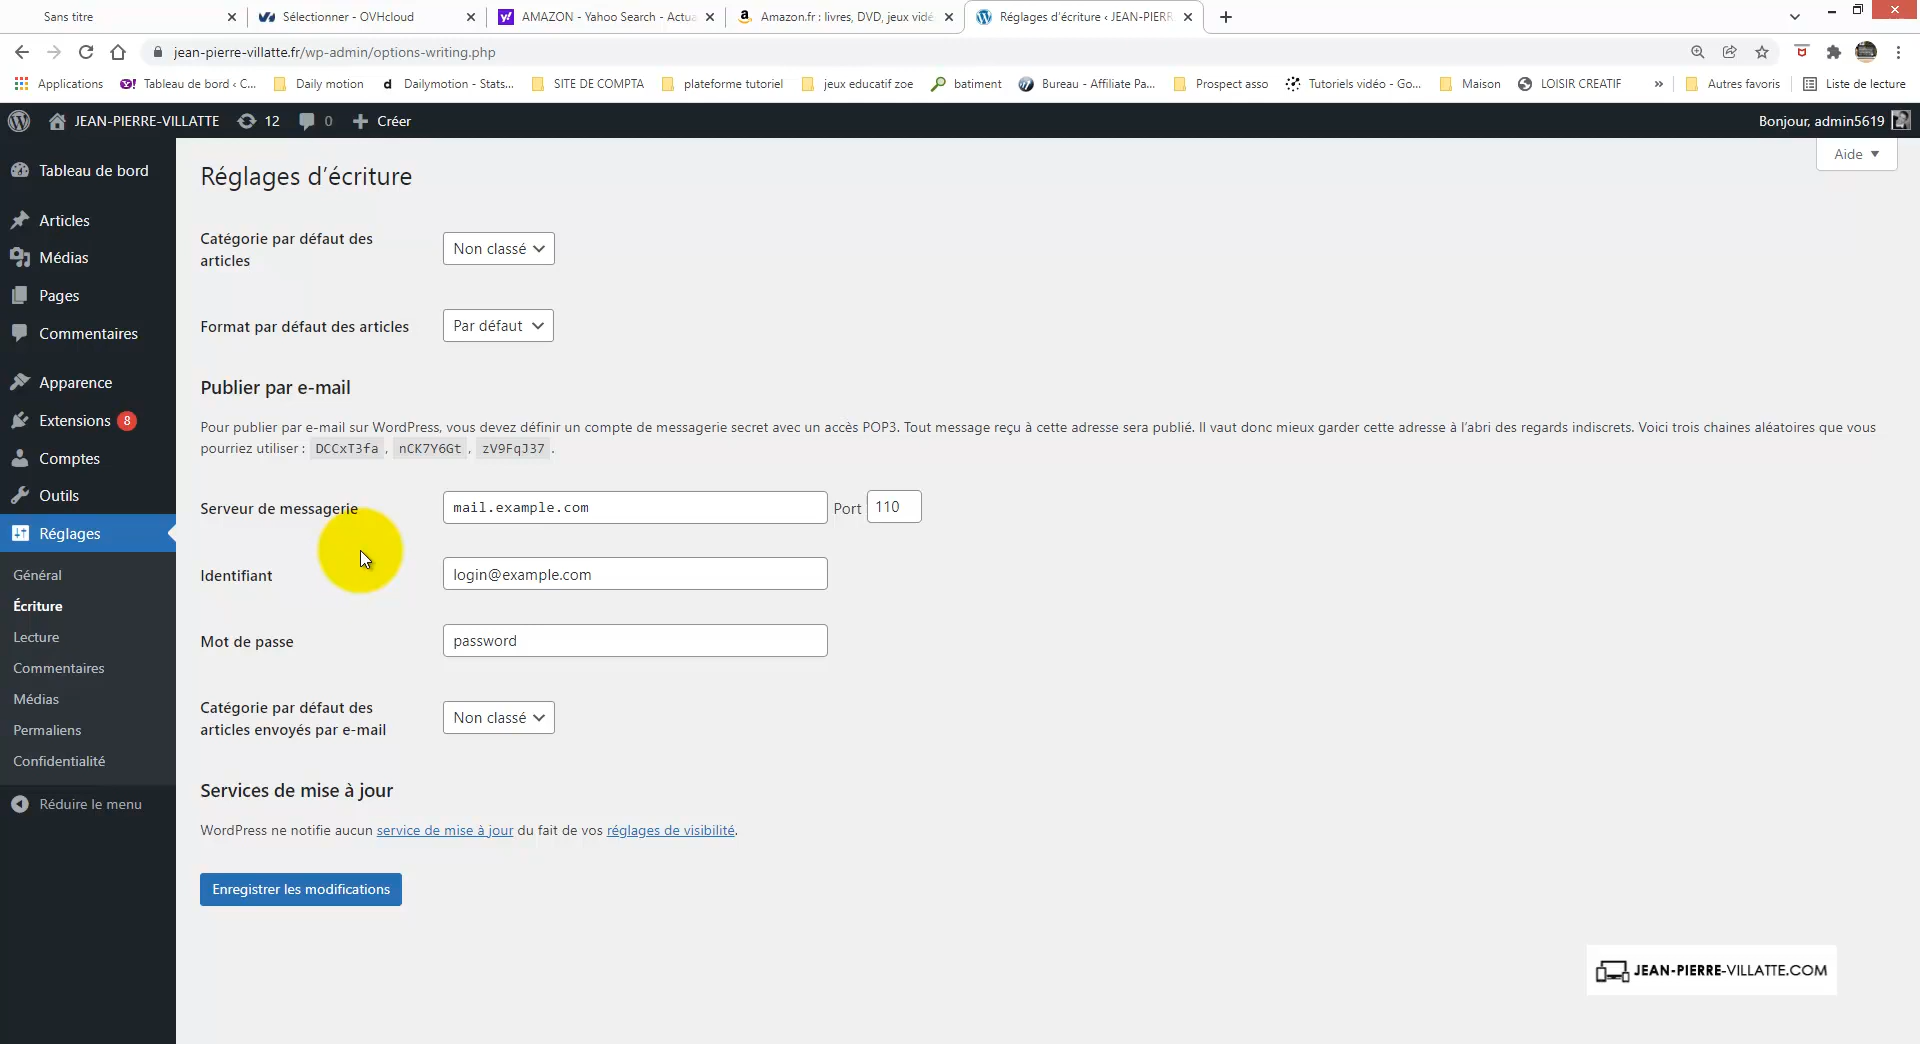 Sans titre
Sélectionner - OVHcloud
AMAZON - Yahoo Search - Actua
Amazon.fr : livres, DVD, jeux vidé
Réglages d'écriture ‹ JEAN-PIERR
jean-pierre-villatte.fr/wp-admin/options-writing.php
Applications
Tableau de bord ‹ C...
Daily motion
Dailymotion - Stats...
SITE DE COMPTA
plateforme tutoriel
jeux educatif zoe
batiment
Bureau - Affiliate Pa...
Prospect asso
Tutoriels vidéo - Go...
Maison
LOISIR CREATIF
»
Autres favoris
Liste de lecture
JEAN-PIERRE-VILLATTE
12
0
Créer
Bonjour, admin5619
Aide
Tableau de bord
Articles
Médias
Pages
Commentaires
Apparence
Extensions 8
Comptes
Outils
Réglages
Général
Écriture
Lecture
Commentaires
Médias
Permaliens
Confidentialité
Réduire le menu
Réglages d’écriture
Catégorie par défaut des
articles
Non classé
Format par défaut des articles
Par défaut
Publier par e-mail
Pour publier par e-mail sur WordPress, vous devez définir un compte de messagerie secret avec un accès POP3. Tout message reçu à cette adresse sera publié. Il vaut donc mieux garder cette adresse à l’abri des regards indiscrets. Voici trois chaines aléatoires que vous
pourriez utiliser : DCCxT3fa , nCK7Y6Gt , zV9FqJ37 .
Serveur de messagerie
mail.example.com
Port 110
Identifiant
login@example.com
Mot de passe
password
Catégorie par défaut des
articles envoyés par e-mail
Non classé
Services de mise à jour
WordPress ne notifie aucun service de mise à jour du fait de vos réglages de visibilité.
Enregistrer les modifications
JEAN-PIERRE-VILLATTE.COM